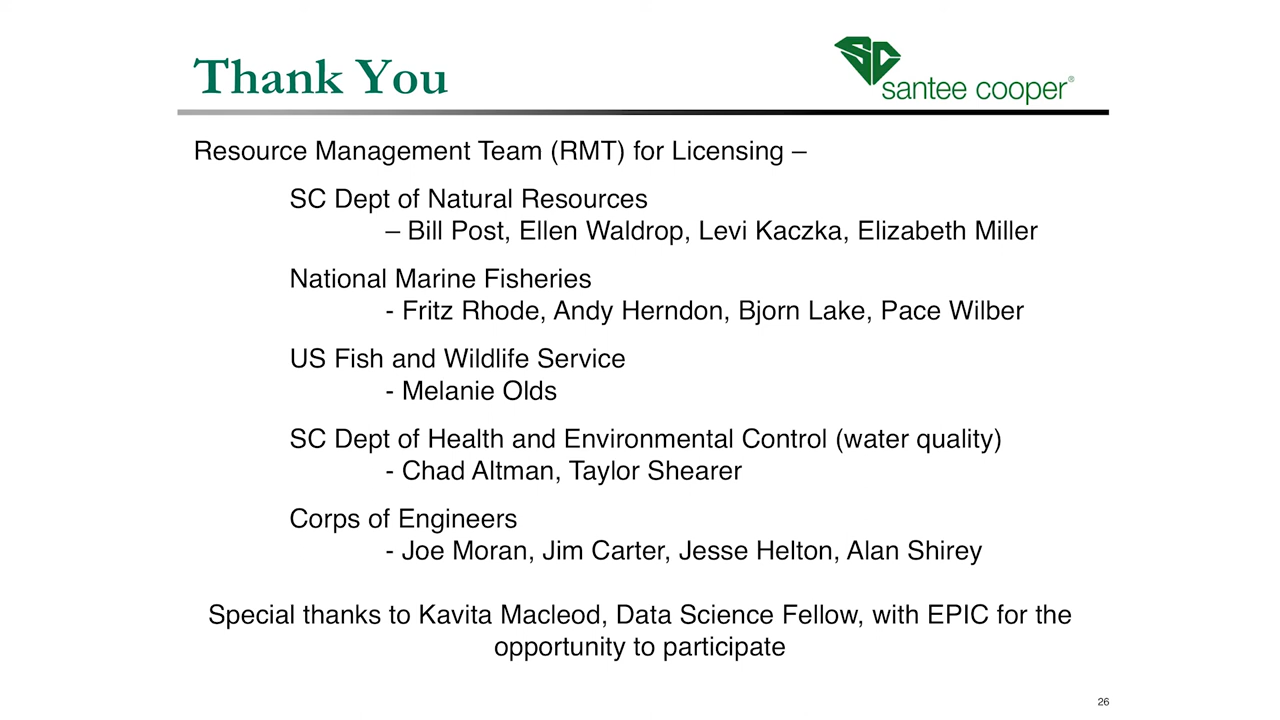 Thank You
SC
santee cooper®
Resource Management Team (RMT) for Licensing –
SC Dept of Natural Resources
– Bill Post, Ellen Waldrop, Levi Kaczka, Elizabeth Miller
National Marine Fisheries
- Fritz Rhode, Andy Herndon, Bjorn Lake, Pace Wilber
US Fish and Wildlife Service
- Melanie Olds
SC Dept of Health and Environmental Control (water quality)
- Chad Altman, Taylor Shearer
Corps of Engineers
- Joe Moran, Jim Carter, Jesse Helton, Alan Shirey
Special thanks to Kavita Macleod, Data Science Fellow, with EPIC for the
opportunity to participate
26